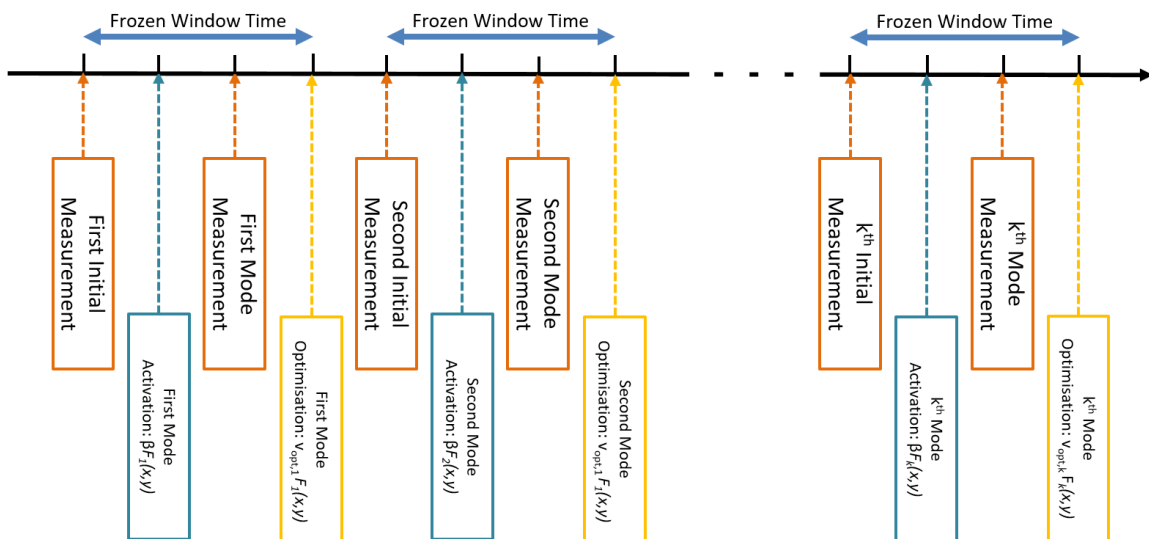 Frozen Window Time
Frozen Window Time
Frozen Window Time
First Initial
Measurement
First Mode
Activation: βF₁(x,y)
First Mode
Measurement
First Mode
Optimisation: vₒₚₜ,₁ F₁(x,y)
Second Initial
Measurement
Second Mode
Activation: βF₂(x,y)
Second Mode
Measurement
Second Mode
Optimisation: vₒₚₜ,₁ F₁(x,y)
kᵗʰ Initial
Measurement
kᵗʰ Mode
Activation: βFₖ(x,y)
kᵗʰ Mode
Measurement
kᵗʰ Mode
Optimisation: vₒₚₜ,ₖ Fₖ(x,y)